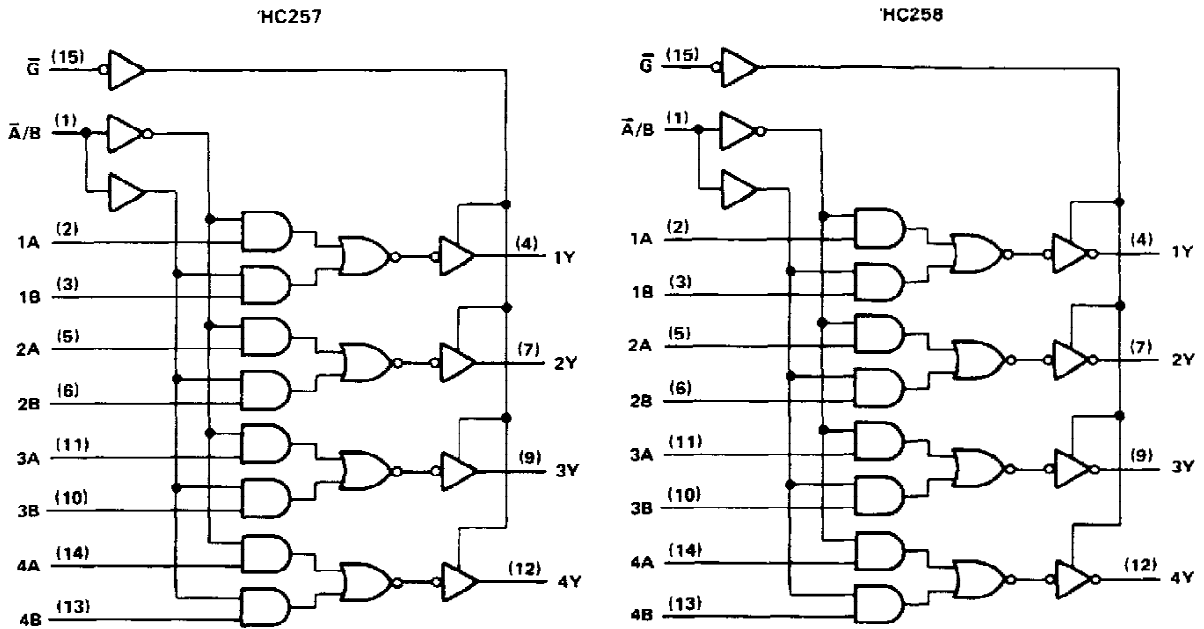 'HC257
G̅ (15)
A̅/B (1)
1A (2)
(4) 1Y
1B (3)
2A (5)
(7) 2Y
2B (6)
3A (11)
(9) 3Y
3B (10)
4A (14)
(12) 4Y
4B (13)
'HC258
G̅ (15)
A̅/B (1)
1A (2)
(4) 1Y
1B (3)
2A (5)
(7) 2Y
2B (6)
3A (11)
(9) 3Y
3B (10)
4A (14)
(12) 4Y
4B (13)